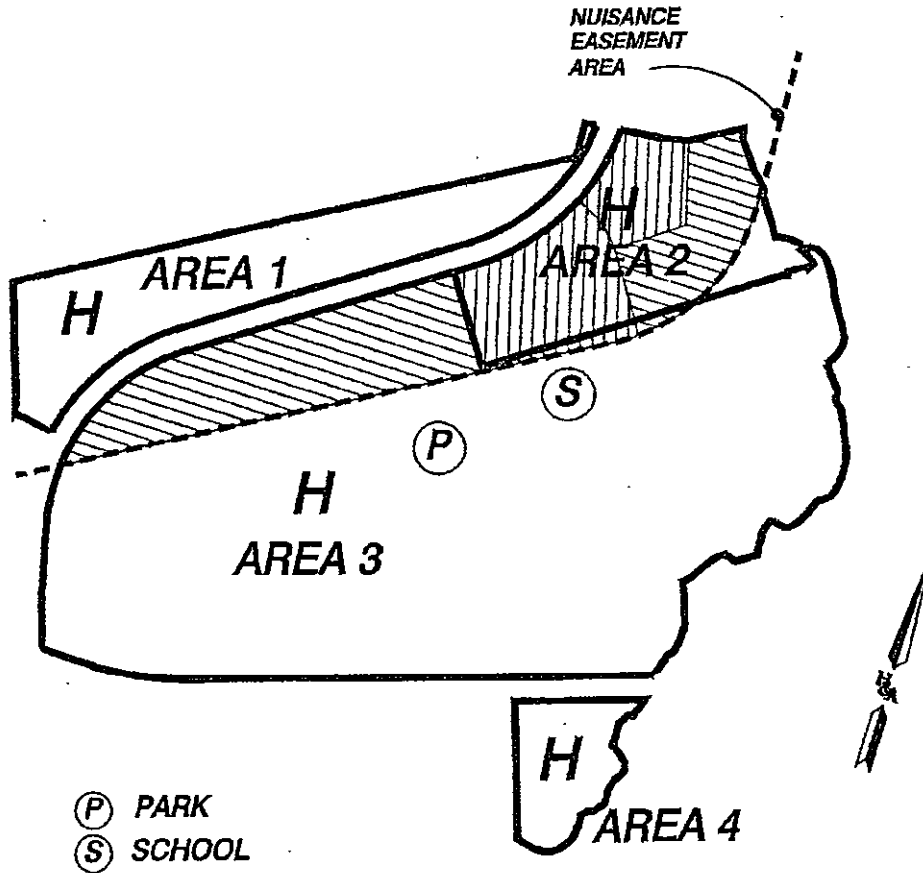 NUISANCE
EASEMENT
AREA
H
AREA 2
AREA 1
H
S
P
H
AREA 3
H
AREA 4
P PARK
S SCHOOL